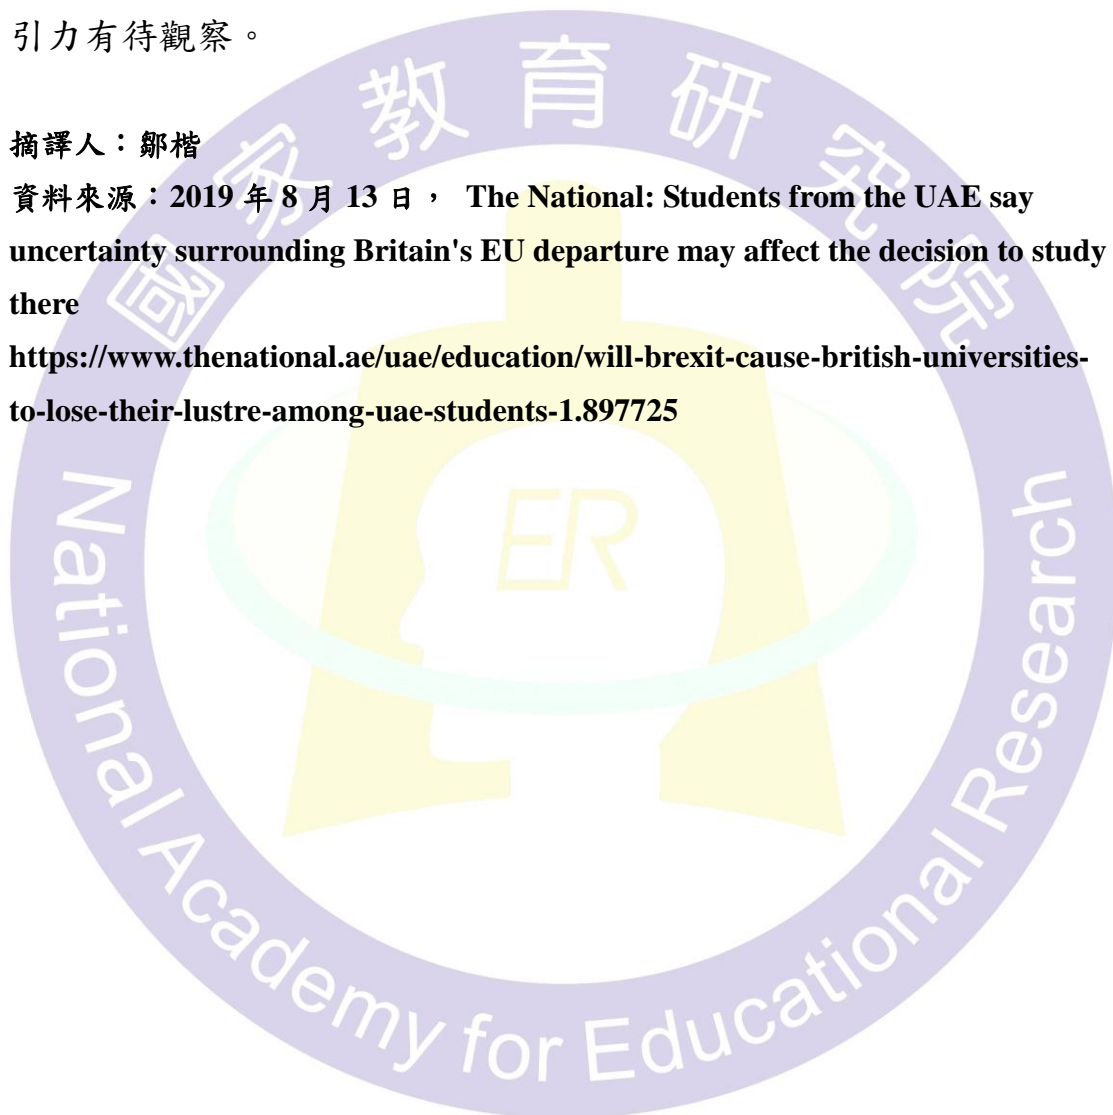 引力有待觀察。
摘譯人：鄒楷
資料來源：2019 年 8 月 13 日， The National: Students from the UAE say
uncertainty surrounding Britain's EU departure may affect the decision to study
there
https://www.thenational.ae/uae/education/will-brexit-cause-british-universities-
to-lose-their-lustre-among-uae-students-1.897725
國家教育研究院
ER
National Academy for Educational Research